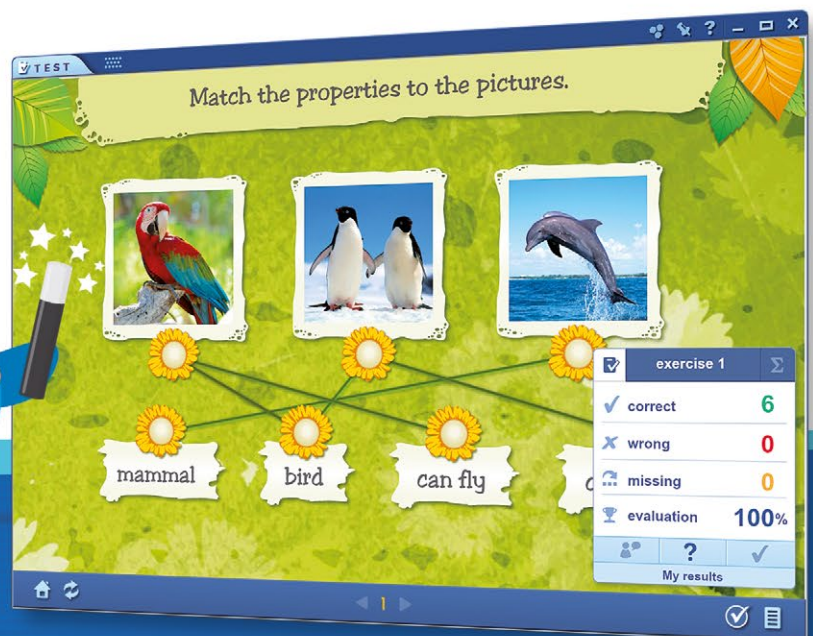 TEST
?
Match the properties to the pictures.
mammal
bird
can fly
exercise 1
Σ
correct 6
wrong 0
missing 0
evaluation 100%
?
My results
1